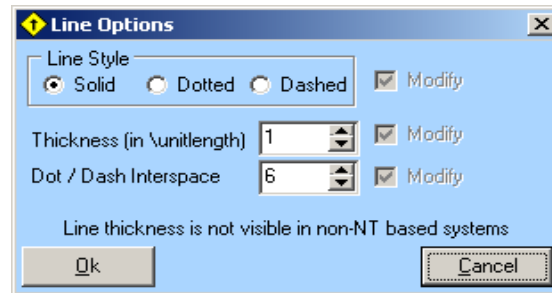 Line Options
Line Style
Solid Dotted Dashed Modify
Thickness (in \unitlength) 1 Modify
Dot / Dash Interspace 6 Modify
Line thickness is not visible in non-NT based systems
Ok Cancel